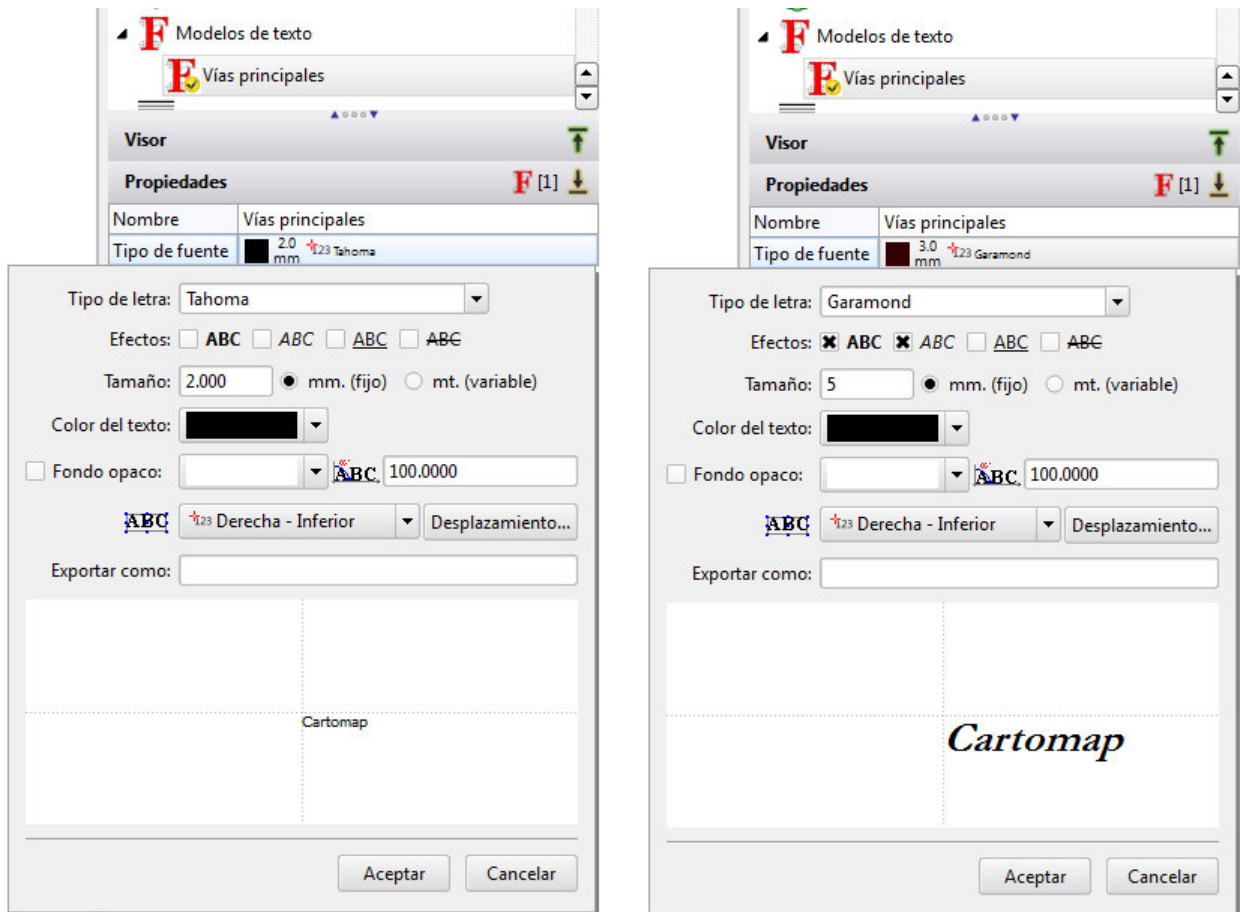 Modelos de texto
Vías principales
Visor
Propiedades F [1]
Nombre Vías principales
Tipo de fuente 2.0 mm 123 Tahoma
Tipo de letra: Tahoma
Efectos: ABC ABC ABC ABC
Tamaño: 2.000 mm. (fijo) mt. (variable)
Color del texto:
Fondo opaco: ABC 100.0000
ABC 123 Derecha - Inferior Desplazamiento...
Exportar como:
Cartomap
Aceptar Cancelar
Modelos de texto
Vías principales
Visor
Propiedades F [1]
Nombre Vías principales
Tipo de fuente 3.0 mm 123 Garamond
Tipo de letra: Garamond
Efectos: ABC ABC ABC ABC
Tamaño: 5 mm. (fijo) mt. (variable)
Color del texto:
Fondo opaco: ABC 100.0000
ABC 123 Derecha - Inferior Desplazamiento...
Exportar como:
Cartomap
Aceptar Cancelar